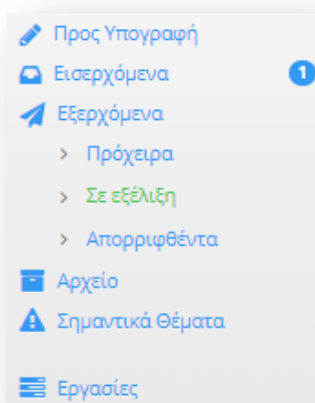 Προς Υπογραφή
Εισερχόμενα 1
Εξερχόμενα
> Πρόχειρα
> Σε εξέλιξη
> Απορριφθέντα
Αρχείο
Σημαντικά Θέματα
Εργασίες